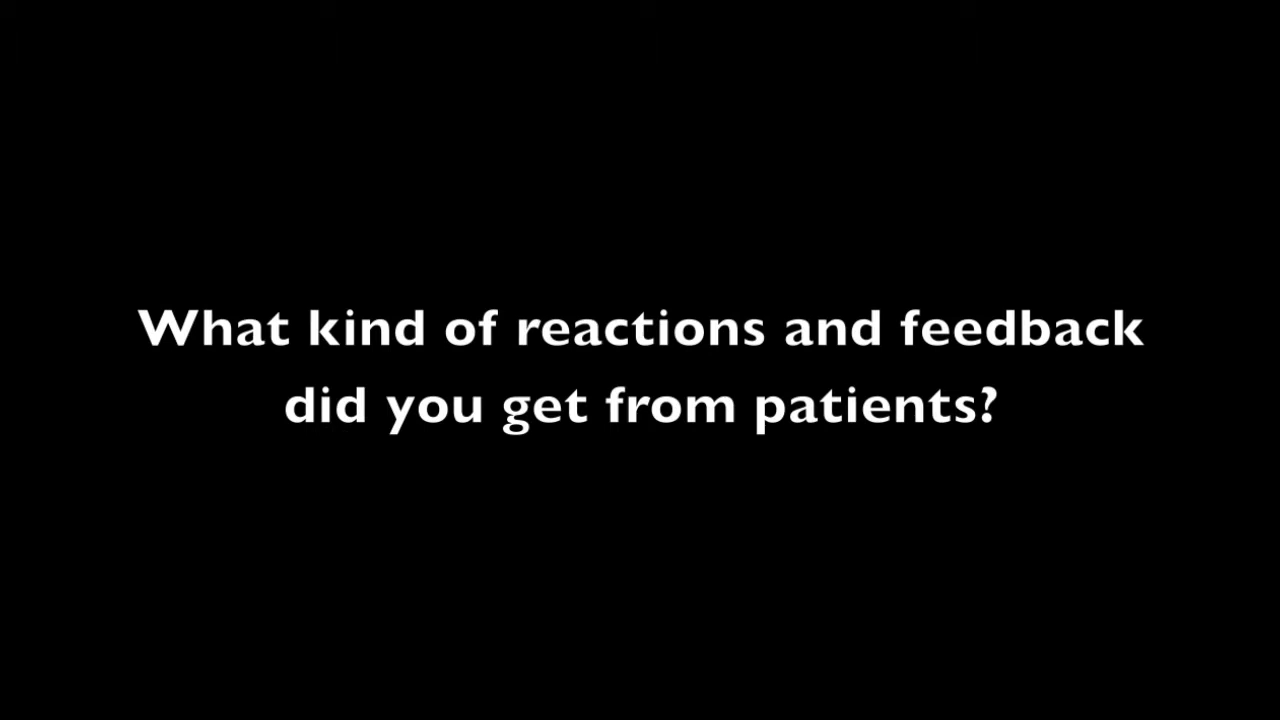 What kind of reactions and feedback
did you get from patients?